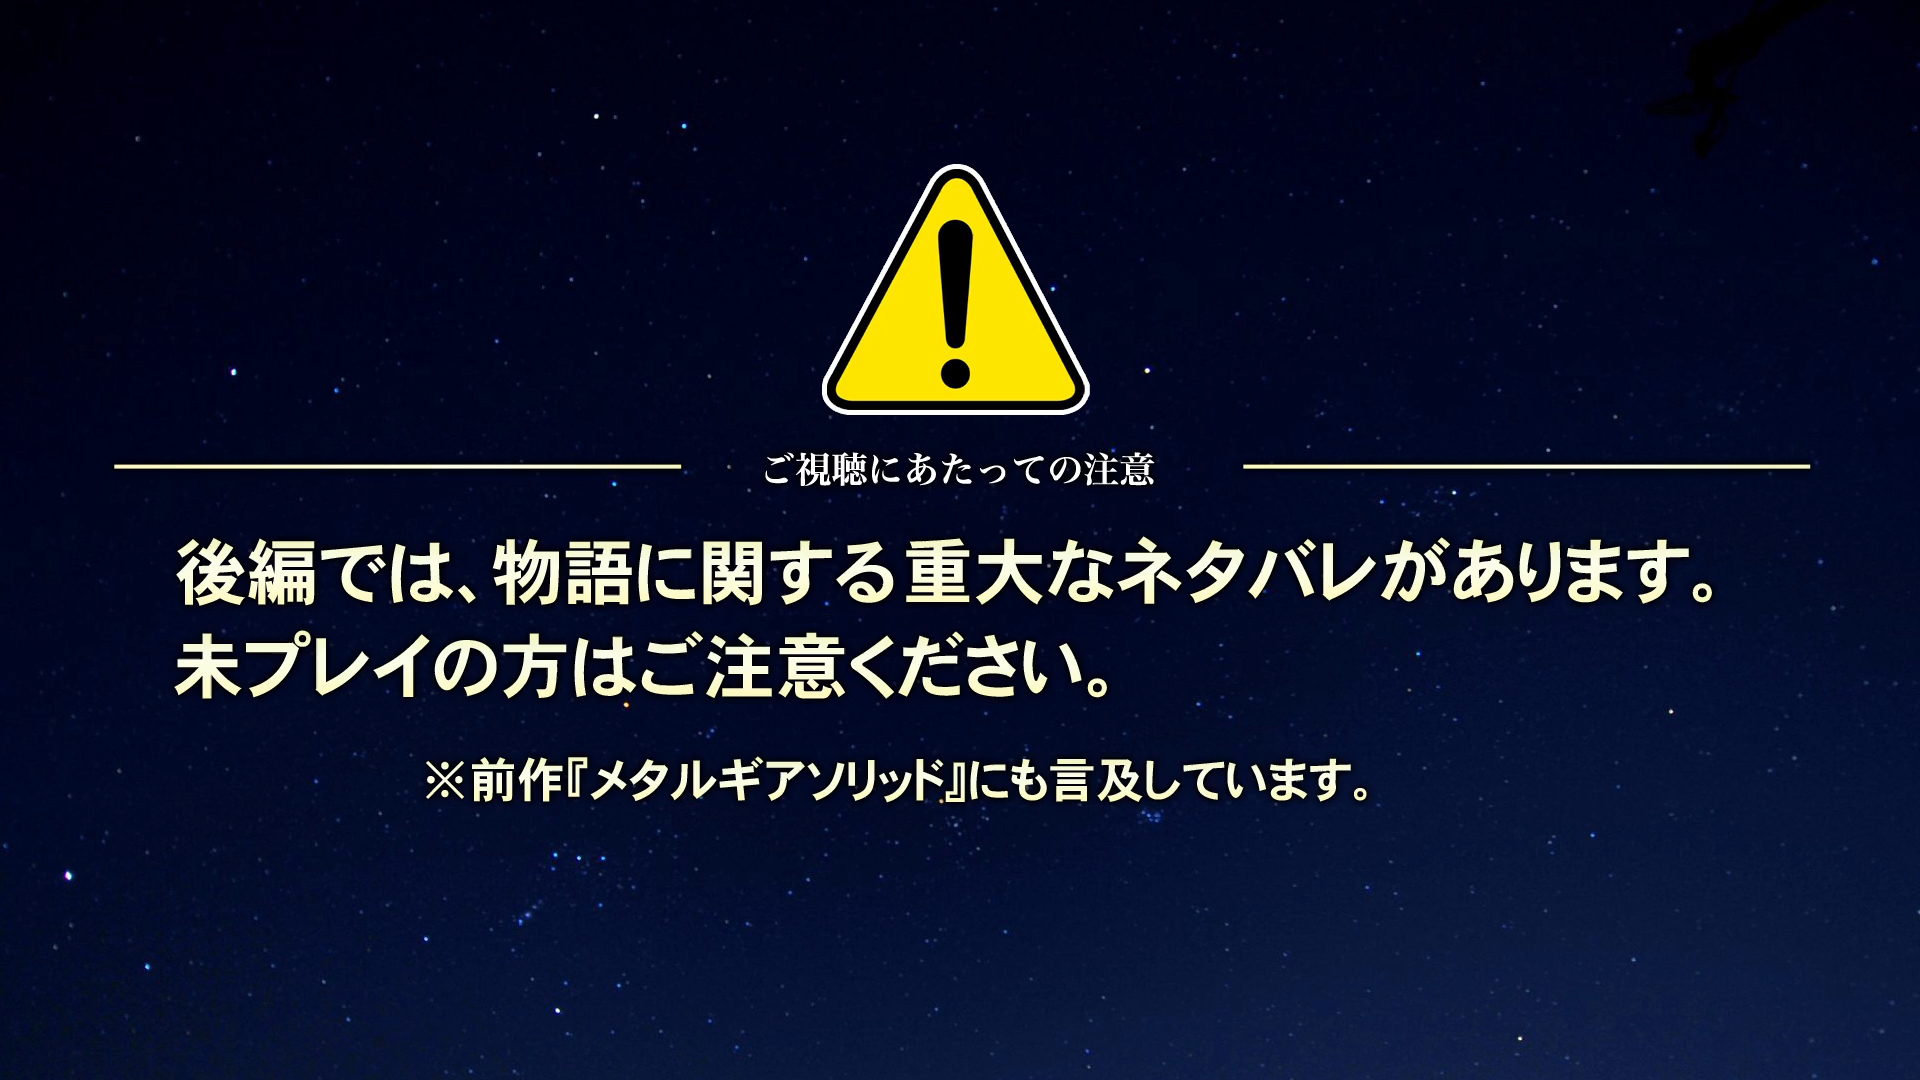 ご視聴にあたっての注意
後編では、物語に関する重大なネタバレがあります。
未プレイの方はご注意ください。
※前作『メタルギアソリッド』にも言及しています。